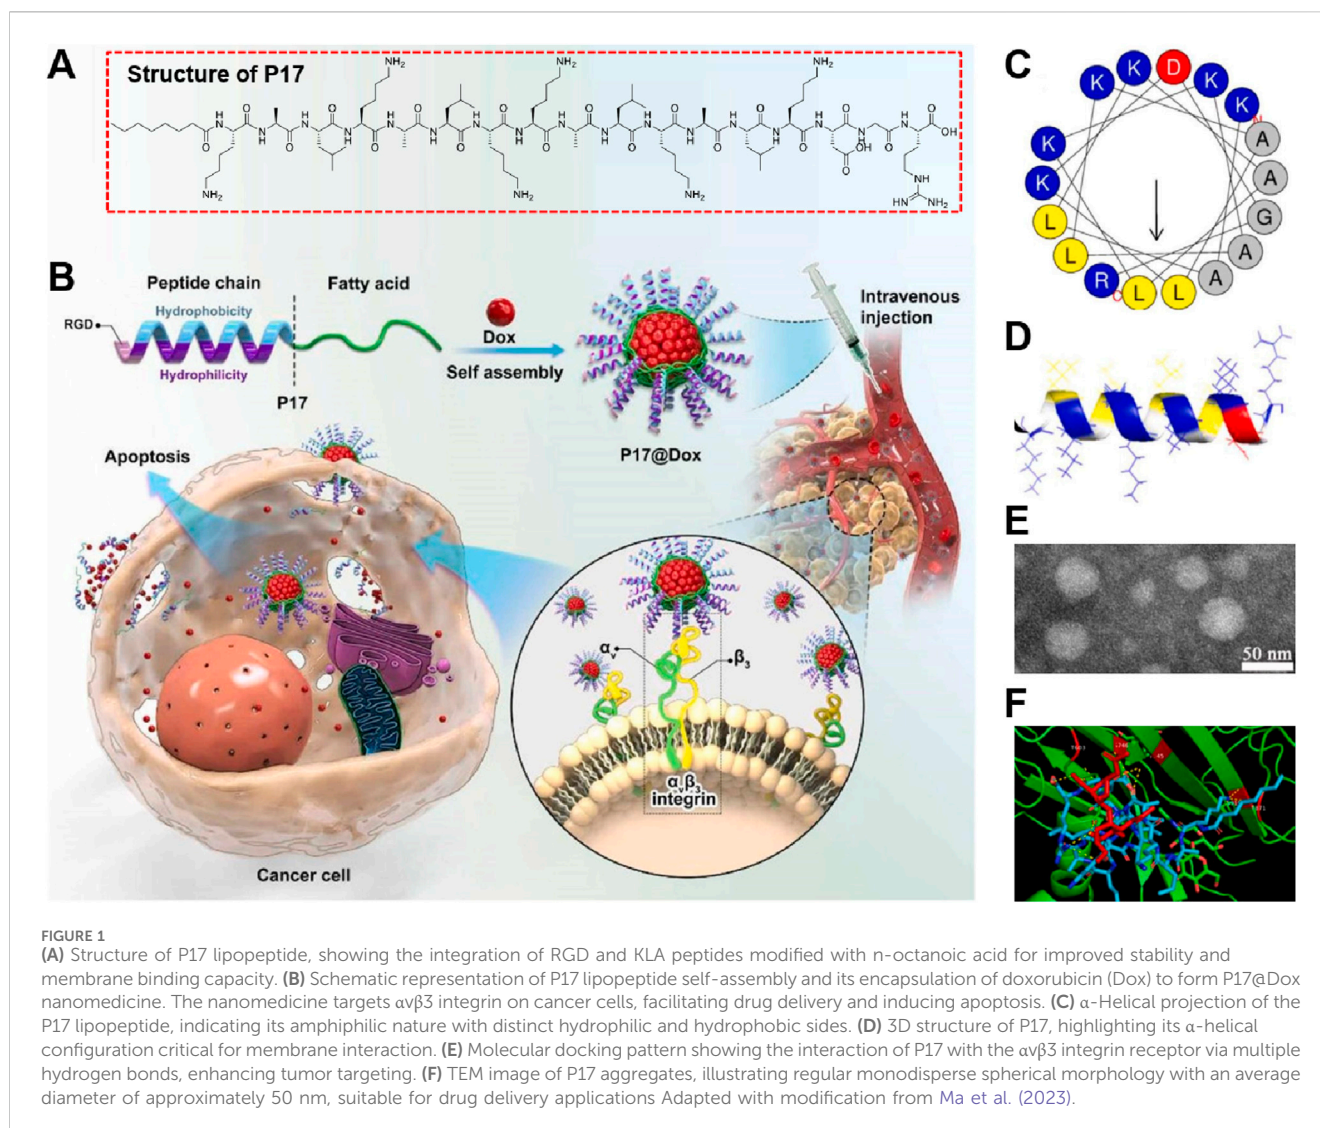 A
Structure of P17
NH₂
NH₂
NH₂
O
O
O
O
O
O
O
O
O
H
N
N
H
OH
OH
O
NH₂
NH₂
NH₂
HN
NH
NH₂
B
Peptide chain
Fatty acid
Hydrophobicity
RGD
Hydrophilicity
P17
Dox
Self assembly
P17@Dox
Intravenous
injection
Apoptosis
αᵥ
β₃
αᵥβ₃
integrin
Cancer cell
C
K
K
D
K
K
N
A
A
G
A
A
L
L
C
R
L
L
K
K
D
E
50 nm
F
FIGURE 1
(A) Structure of P17 lipopeptide, showing the integration of RGD and KLA peptides modified with n-octanoic acid for improved stability and
membrane binding capacity. (B) Schematic representation of P17 lipopeptide self-assembly and its encapsulation of doxorubicin (Dox) to form P17@Dox
nanomedicine. The nanomedicine targets αvβ3 integrin on cancer cells, facilitating drug delivery and inducing apoptosis. (C) α-Helical projection of the
P17 lipopeptide, indicating its amphiphilic nature with distinct hydrophilic and hydrophobic sides. (D) 3D structure of P17, highlighting its α-helical
configuration critical for membrane interaction. (E) Molecular docking pattern showing the interaction of P17 with the αvβ3 integrin receptor via multiple
hydrogen bonds, enhancing tumor targeting. (F) TEM image of P17 aggregates, illustrating regular monodisperse spherical morphology with an average
diameter of approximately 50 nm, suitable for drug delivery applications Adapted with modification from Ma et al. (2023).